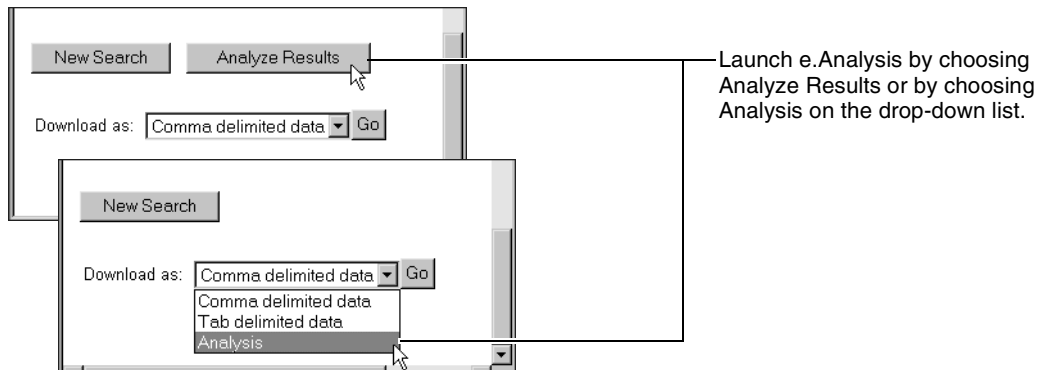 New Search Analyze Results
Download as: Comma delimited data Go
New Search
Download as: Comma delimited data Go
Comma delimited data
Tab delimited data
Analysis
Launch e.Analysis by choosing
Analyze Results or by choosing
Analysis on the drop-down list.